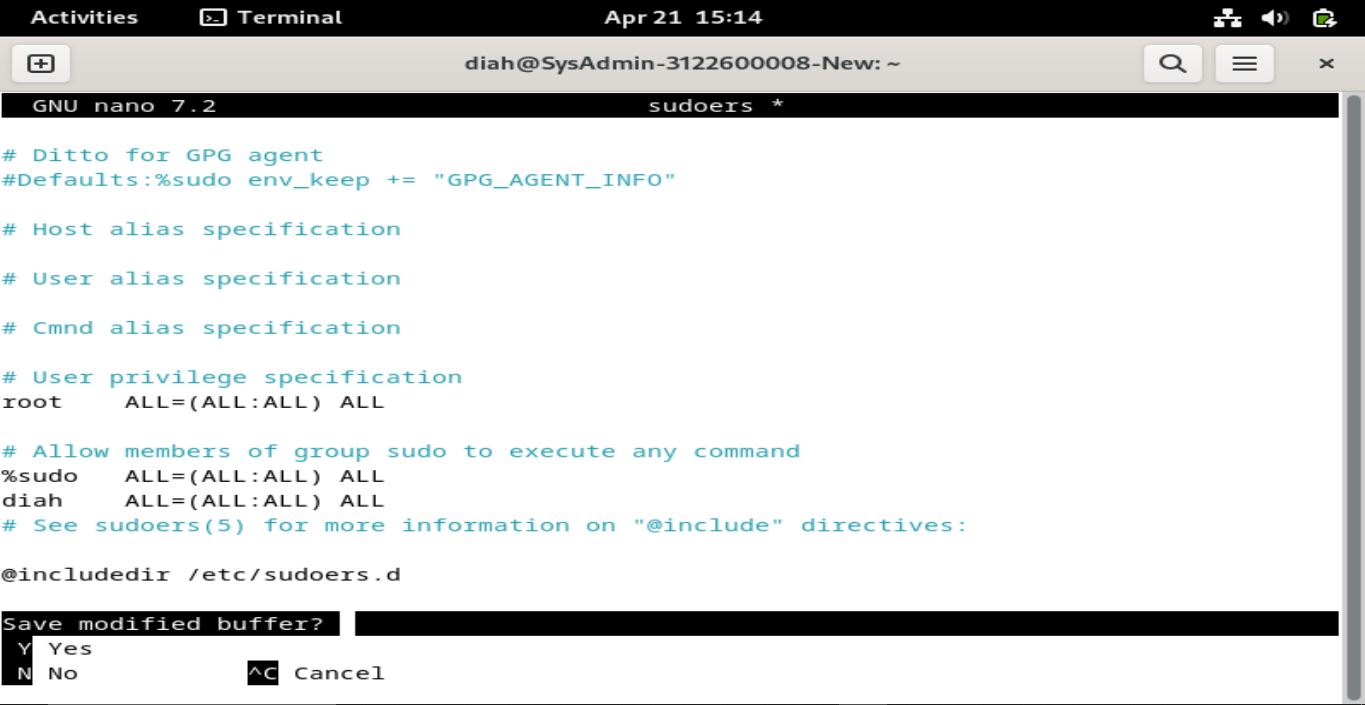 Activities Terminal Apr 21 15:14
diah@SysAdmin-3122600008-New: ~
GNU nano 7.2 sudoers *
# Ditto for GPG agent
#Defaults:%sudo env_keep += "GPG_AGENT_INFO"
# Host alias specification
# User alias specification
# Cmnd alias specification
# User privilege specification
root ALL=(ALL:ALL) ALL
# Allow members of group sudo to execute any command
%sudo ALL=(ALL:ALL) ALL
diah ALL=(ALL:ALL) ALL
# See sudoers(5) for more information on "@include" directives:
@includedir /etc/sudoers.d
Save modified buffer?
Y Yes
N No ^C Cancel